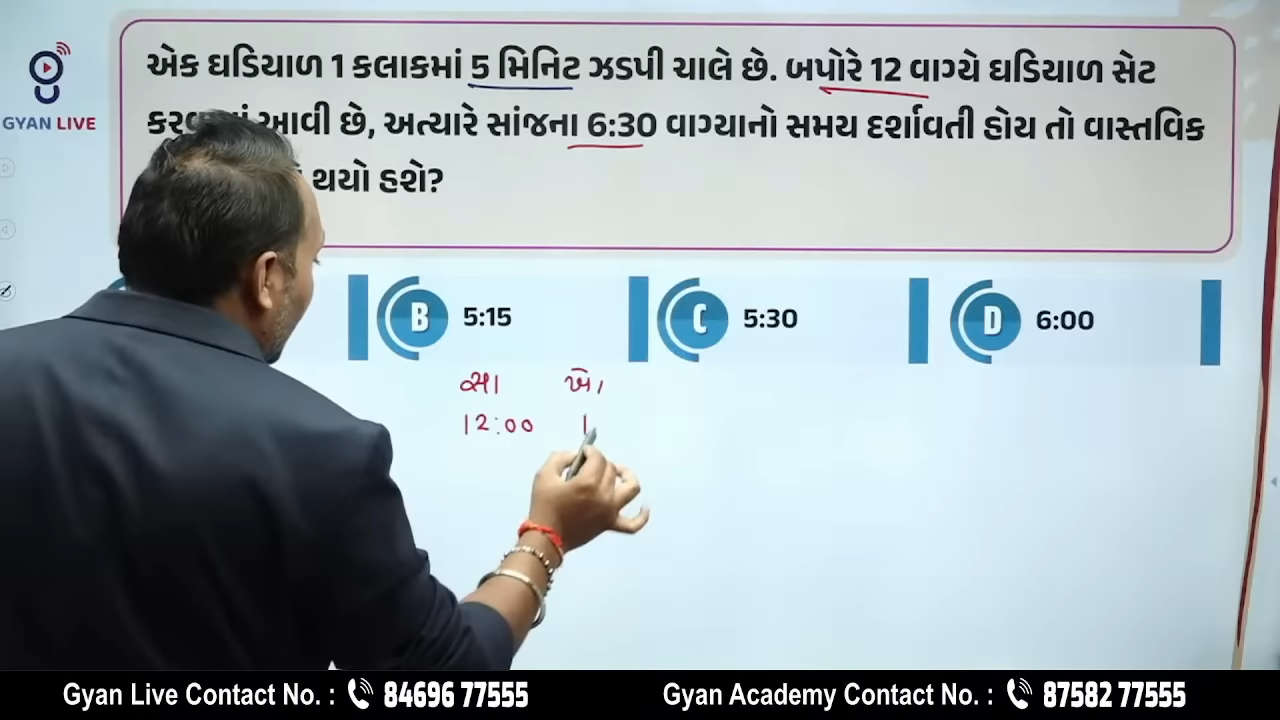 એક ઘડિયાળ 1 કલાકમાં 5 મિનિટ ઝડપી ચાલે છે. બપોરે 12 વાગ્યે ઘડિયાળ સેટ
આવી છે, અત્યારે સાંજના 6:30 વાગ્યાનો સમય દર્શાવતી હોય તો વાસ્તવિક
થયો હશે?
GYAN LIVE
B 5:15
C 5:30
D 6:00
સા ખો
12:00 1
Gyan Live Contact No. : 84696 77555
Gyan Academy Contact No. : 87582 77555